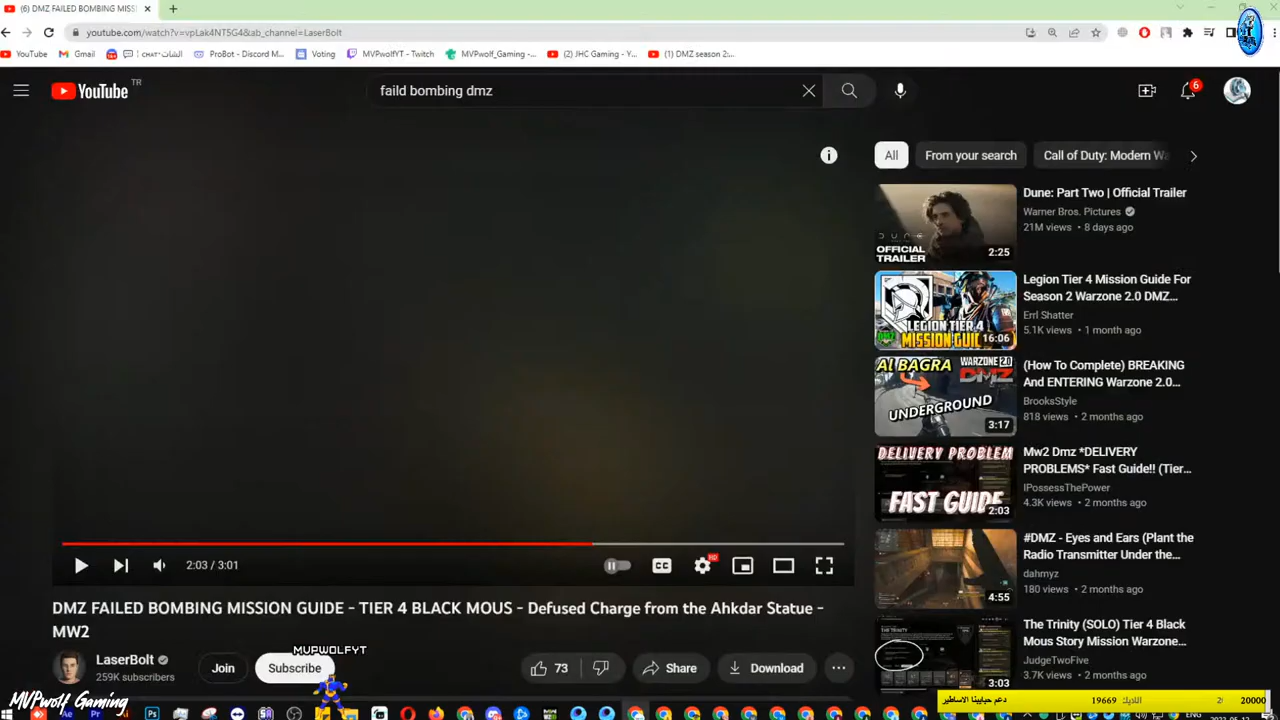 (6) DMZ FAILED BOMBING MISSI
youtube.com/watch?v=vpLak4NT5G4&ab_channel=LaserBolt
YouTube
Gmail
ProBot - Discord M...
Voting
MVPwolfYT - Twitch
MVPwolf_Gaming -...
(2) JHC Gaming - Y...
(1) DMZ season 2:...
YouTube TR
faild bombing dmz
6
All
From your search
Call of Duty: Modern Wa
Dune: Part Two | Official Trailer
Warner Bros. Pictures
21M views • 8 days ago
OFFICIAL
TRAILER
2:25
Legion Tier 4 Mission Guide For
Season 2 Warzone 2.0 DMZ...
Errl Shatter
5.1K views • 1 month ago
LEGION TIER 4
MISSION GUIDE
16:06
(How To Complete) BREAKING
And ENTERING Warzone 2.0...
BrooksStyle
818 views • 2 months ago
Al BAGRA
WARZONE 2.0
DMZ
UNDERGROUND
3:17
Mw2 Dmz *DELIVERY
PROBLEMS* Fast Guide!! (Tier...
IPossessThePower
4.3K views • 2 months ago
DELIVERY PROBLEM
FAST GUIDE
2:03
#DMZ - Eyes and Ears (Plant the
Radio Transmitter Under the...
dahmyz
180 views • 2 months ago
4:55
The Trinity (SOLO) Tier 4 Black
Mous Story Mission Warzone...
JudgeTwoFive
3.7K views • 2 months ago
THE TRINITY
3:03
2:03 / 3:01
HD
DMZ FAILED BOMBING MISSION GUIDE - TIER 4 BLACK MOUS - Defused Charge from the Ahkdar Statue -
MW2
MVPWOLFYT
LaserBolt
259K subscribers
Join
Subscribe
Share
Download
MVPwolf Gaming
دعم حبايبنا الاساطير
19669
20000
ENG